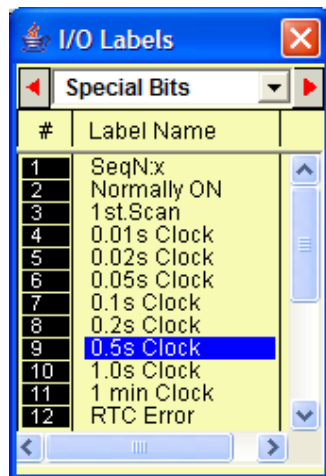 I/O Labels
Special Bits
# Label Name
1 SeqN:x
2 Normally ON
3 1st.Scan
4 0.01s Clock
5 0.02s Clock
6 0.05s Clock
7 0.1s Clock
8 0.2s Clock
9 0.5s Clock
10 1.0s Clock
11 1 min Clock
12 RTC Error